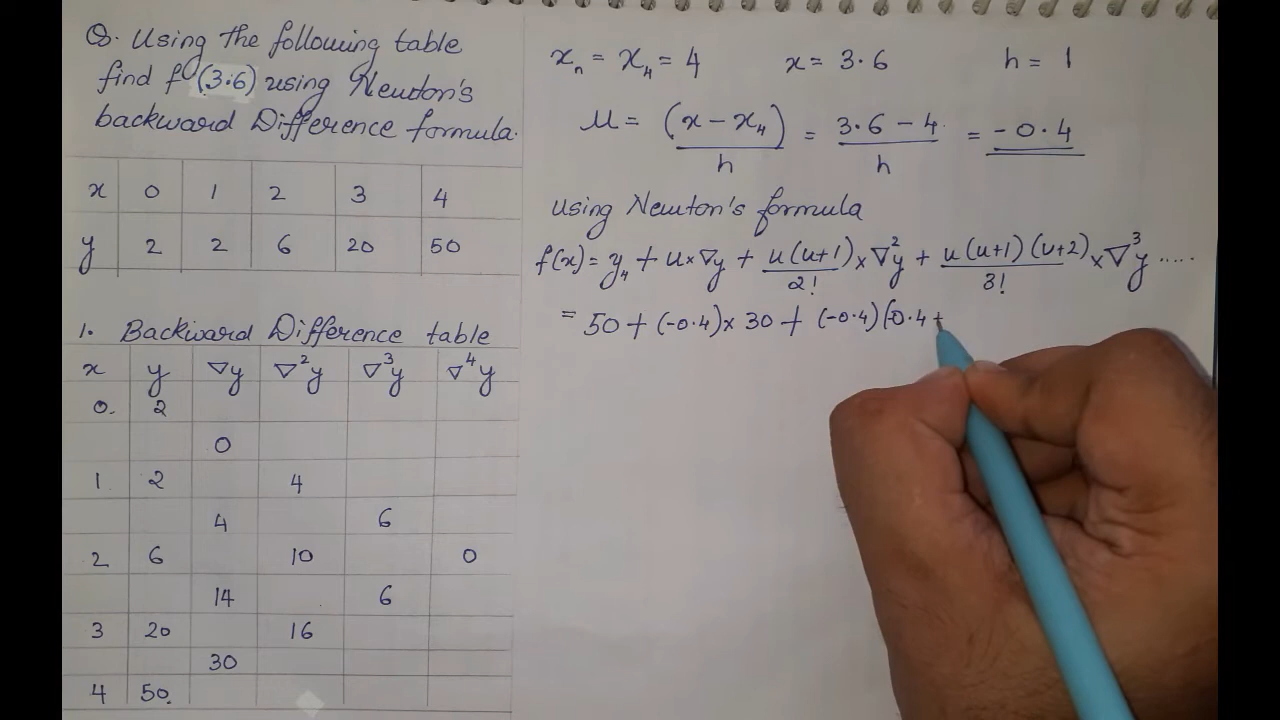 Q. Using the following table
find f (3.6) using Newton's
backward Difference formula.
x 0 1 2 3 4
y 2 2 6 20 50
1. Backward Difference table
x y ∇y ∇²y ∇³y ∇⁴y
0. 2
0
1 2 4
4 6
2 6 10 0
14 6
3 20 16
30
4 50.
xₙ = x₄ = 4 x = 3.6 h = 1
u = (x - x₄)/h = (3.6 - 4)/h = -0.4
using Newton's formula
f(x) = y₄ + u×∇y + u(u+1)/2! ×∇²y + u(u+1)(u+2)/3! ×∇³y .....
= 50 + (-0.4)× 30 + (-0.4)(-0.4 +